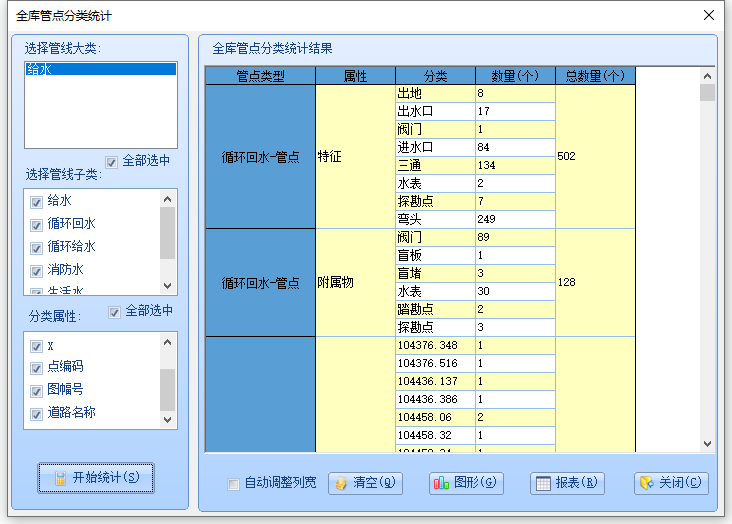 全库管点分类统计
选择管线大类:
给水
全部选中
选择管线子类:
给水
循环回水
循环给水
消防水
生活水
分类属性:
全部选中
x
点编码
图幅号
道路名称
开始统计(S)
全库管点分类统计结果
管点类型 属性 分类 数量(个) 总数量(个)
循环回水-管点 特征 502
出地 8
出水口 17
阀门 1
进水口 84
三通 134
水表 2
探勘点 7
弯头 249
循环回水-管点 附属物 128
阀门 89
盲板 1
盲堵 3
水表 30
踏勘点 2
探勘点 3
104376.348 1
104376.516 1
104436.137 1
104436.386 1
104458.06 2
104458.32 1
自动调整列宽 清空(Q) 图形(G) 报表(R) 关闭(C)